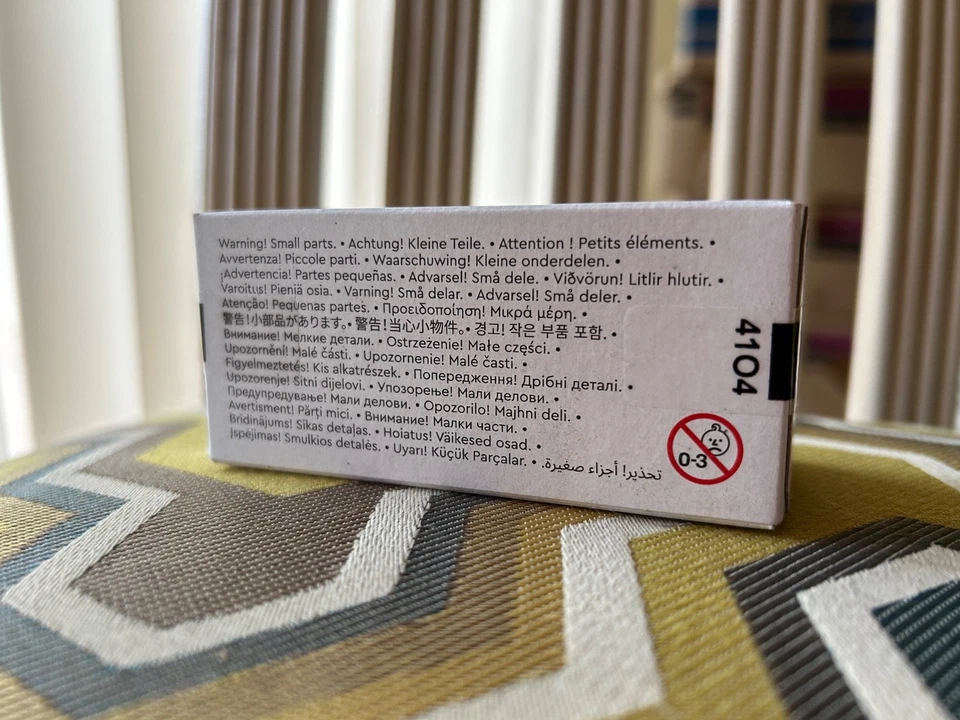 Warning! Small parts. • Achtung! Kleine Teile. • Attention ! Petits éléments. •
Avvertenza! Piccole parti. • Waarschuwing! Kleine onderdelen. •
¡Advertencia! Partes pequeñas. • Advarsel! Små dele. • Viðvörun! Litlir hlutir. •
Varoitus! Pieniä osia. • Varning! Små delar. • Advarsel! Små deler. •
Atenção! Pequenas partes. • Προειδοποίηση! Μικρά μέρη. •
警告!小部品があります。• 警告!当心小物件。• 경고! 작은 부품 포함. •
Внимание! Мелкие детали. • Ostrzeżenie! Małe części. •
Upozornění! Malé části. • Upozornenie! Malé časti. •
Figyelmeztetés! Kis alkatrészek. • Попередження! Дрібні деталі. •
Upozorenje! Sitni dijelovi. • Упозорење! Мали делови. •
Предупредување! Мали делови. • Opozorilo! Majhni deli. •
Avertisment! Părți mici. • Внимание! Малки части. •
Brīdinājums! Sīkas detaļas. • Hoiatus! Väikesed osad. •
Įspėjimas! Smulkios detalės. • Uyarı! Küçük Parçalar. •
تحذير! أجزاء صغيرة.
0-3
4104